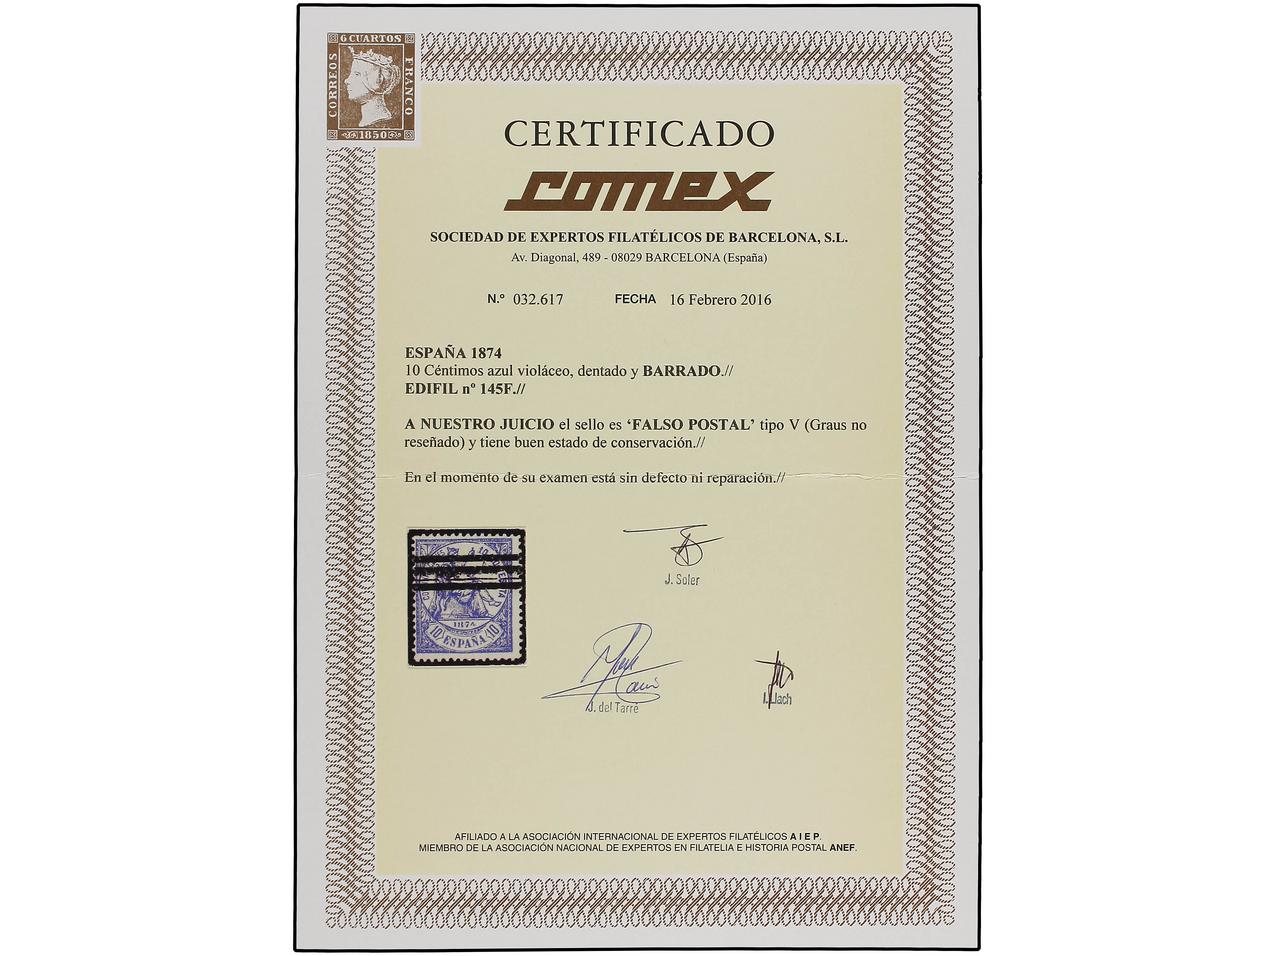 6 CUARTOS
CORREOS
FRANCO
1850
CERTIFICADO
comex
SOCIEDAD DE EXPERTOS FILATÉLICOS DE BARCELONA, S.L.
Av. Diagonal, 489 - 08029 BARCELONA (España)
N.º 032.617 FECHA 16 Febrero 2016
ESPAÑA 1874
10 Céntimos azul violáceo, dentado y BARRADO.//
EDIFIL nº 145F.//
A NUESTRO JUICIO el sello es ‘FALSO POSTAL’ tipo V (Graus no
reseñado) y tiene buen estado de conservación.//
En el momento de su examen está sin defecto ni reparación.//
1874
10 ESPAÑA 10
J. Soler
J. del Tarré
I. Llach
AFILIADO A LA ASOCIACIÓN INTERNACIONAL DE EXPERTOS FILATÉLICOS A I E P.
MIEMBRO DE LA ASOCIACIÓN NACIONAL DE EXPERTOS EN FILATELIA E HISTORIA POSTAL ANEF.